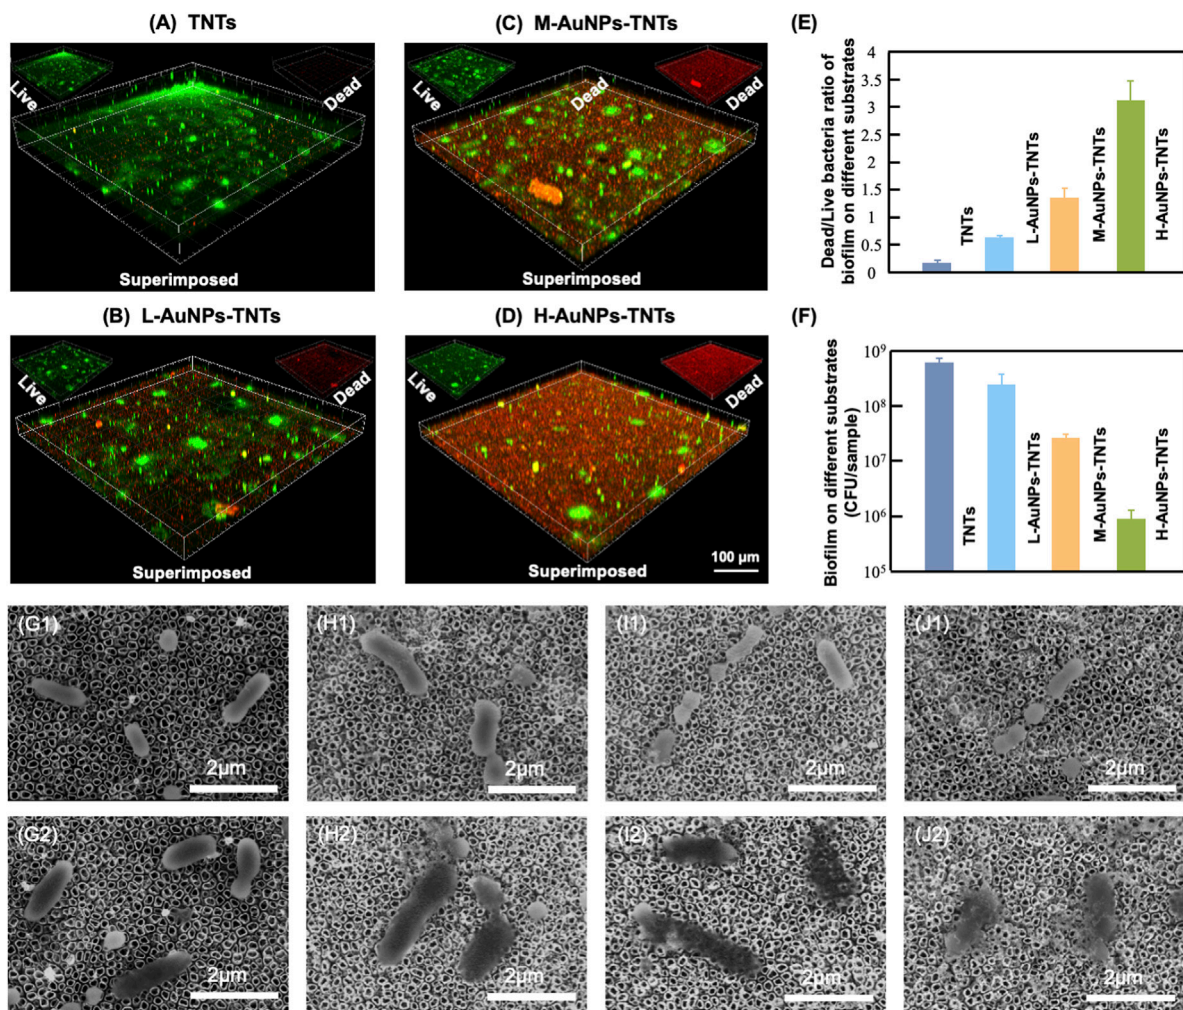 (A) TNTs
Live
Dead
Superimposed
(C) M-AuNPs-TNTs
Live
Dead
Dead
Superimposed
(B) L-AuNPs-TNTs
Live
Dead
Superimposed
(D) H-AuNPs-TNTs
Live
Dead
100 µm
Superimposed
(E)
Dead/Live bacteria ratio of
biofilm on different substrates
4
3.5
3
2.5
2
1.5
1
0.5
0
TNTs
L-AuNPs-TNTs
M-AuNPs-TNTs
H-AuNPs-TNTs
(F)
Biofilm on different substrates
(CFU/sample)
10⁹
10⁸
10⁷
10⁶
10⁵
TNTs
L-AuNPs-TNTs
M-AuNPs-TNTs
H-AuNPs-TNTs
(G1)
2µm
(H1)
2µm
(I1)
2µm
(J1)
2µm
(G2)
2µm
(H2)
2µm
(I2)
2µm
(J2)
2µm